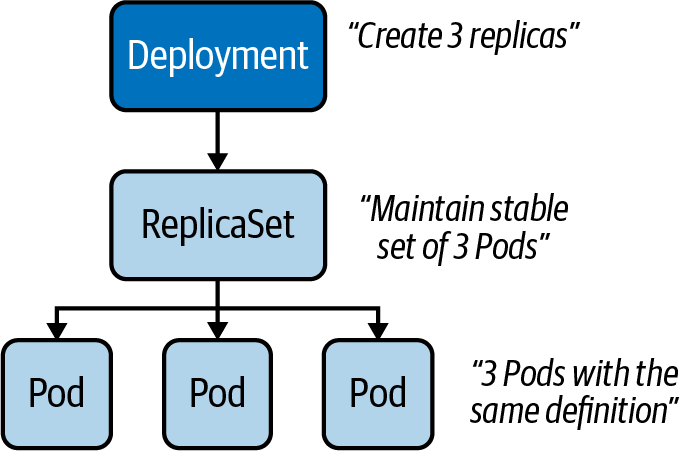 Deployment
“Create 3 replicas”
ReplicaSet
“Maintain stable
set of 3 Pods”
Pod
Pod
Pod
“3 Pods with the
same definition”